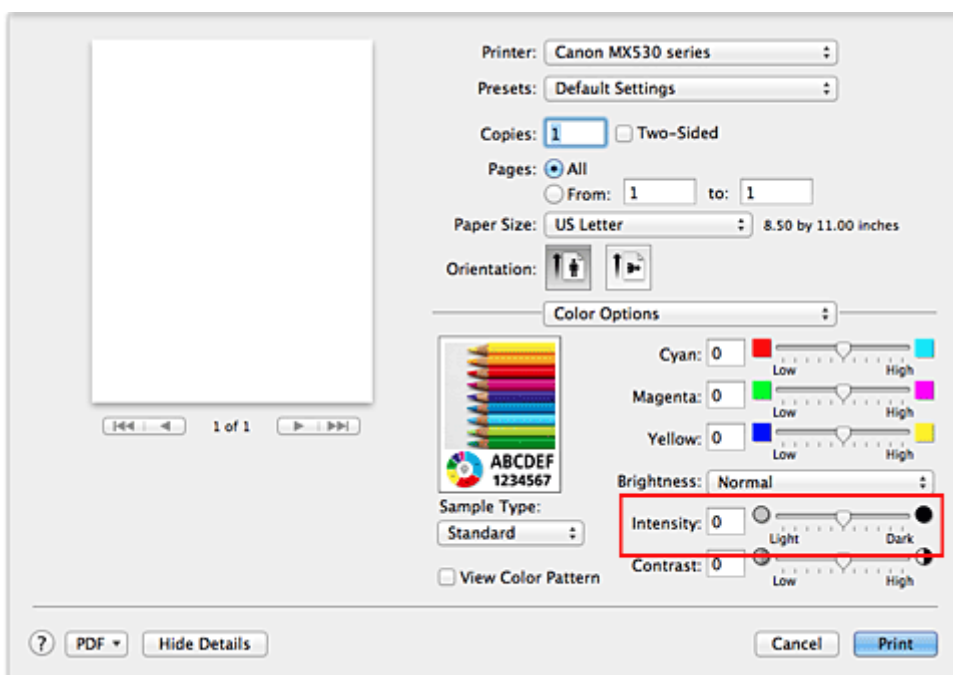 Printer: Canon MX530 series
Presets: Default Settings
Copies: 1 Two-Sided
Pages: All
From: 1 to: 1
Paper Size: US Letter 8.50 by 11.00 inches
Orientation:
Color Options
Cyan: 0
Low High
Magenta: 0
Low High
Yellow: 0
Low High
1 of 1
ABCDEF
1234567
Brightness: Normal
Sample Type:
Standard
Intensity: 0
Light Dark
Contrast: 0
Low High
View Color Pattern
? PDF Hide Details Cancel Print